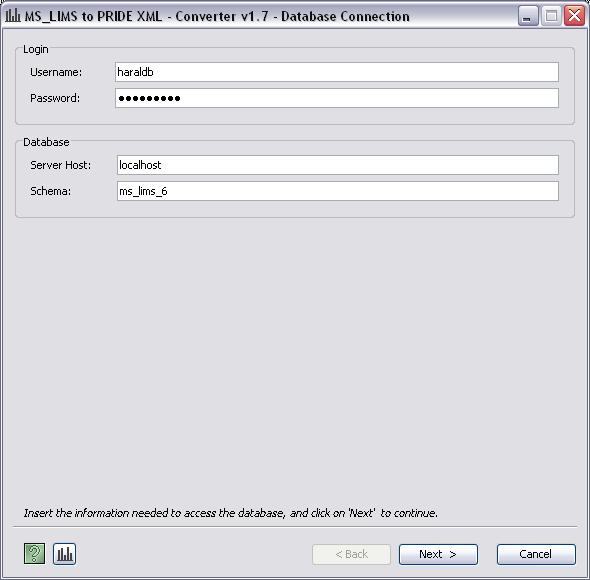 MS_LIMS to PRIDE XML - Converter v1.7 - Database Connection
Login
Username: haraldb
Password: ●●●●●●●●●
Database
Server Host: localhost
Schema: ms_lims_6
Insert the information needed to access the database, and click on 'Next' to continue.
? < Back Next > Cancel